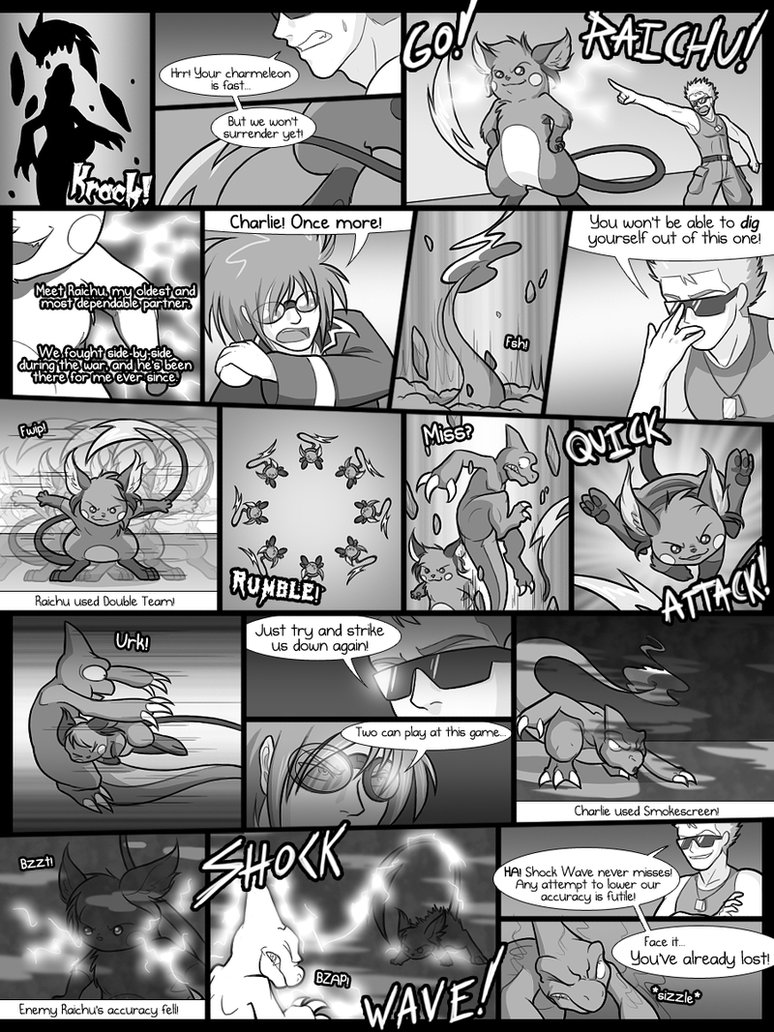 Krach!
Hrr! Your charmeleon
is fast...
But we won't
surrender yet!
GO!
RAICHU!
Meet Raichu, my oldest and
most dependable partner.
We fought side-by-side
during the war, and he's been
there for me ever since.
Charlie! Once more!
Fsh!
You won't be able to dig
yourself out of this one!
Fwip!
Raichu used Double Team!
RUMBLE!
Miss?
QUICK
ATTACK!
Urk!
Just try and strike
us down again!
Two can play at this game...
Charlie used Smokescreen!
Bzzt!
Enemy Raichu's accuracy fell!
SHOCK
BZAP!
WAVE!
HA! Shock Wave never misses!
Any attempt to lower our
accuracy is futile!
Face it...
You've already lost!
*sizzle*